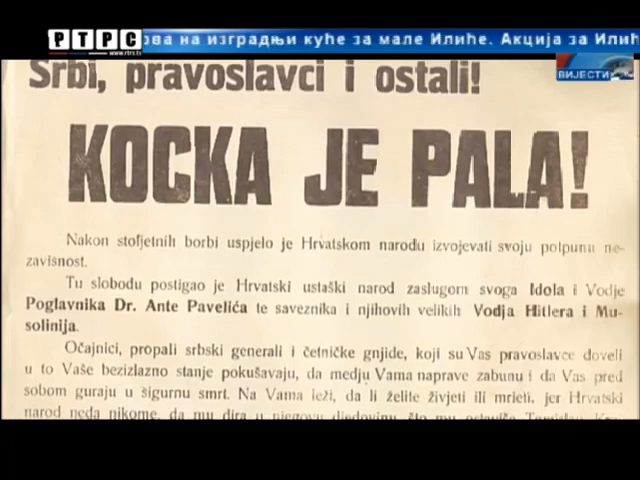 РТРС
www.rtrs.tv
ова на изградњи куће за мале Илиће. Акција за Илић
ВИЈЕСТИ
Srbi, pravoslavci i ostali!
KOCKA JE PALA!
Nakon stoljetnih borbi uspjelo je Hrvatskom narodu izvojevati svoju potpunu ne-
zavisnost.
Tu slobodu postigao je Hrvatski ustaški narod zaslugom svoga Idola i Vodje
Poglavnika Dr. Ante Pavelića te saveznika i njihovih velikih Vodja Hitlera i Mu-
solinija.
Očajnici, propali srbski generali i četničke gnjide, koji su Vas pravoslavce doveli
u to Vaše bezizlazno stanje pokušavaju, da medju Vama naprave zabunu i da Vas pred
sobom guraju u sigurnu smrt. Na Vama leži, da li želite živjeti ili mrieti, jer Hrvatski
narod neda nikome, da mu dira u njegovu djedovinu, što mu ostaviše Tomislav